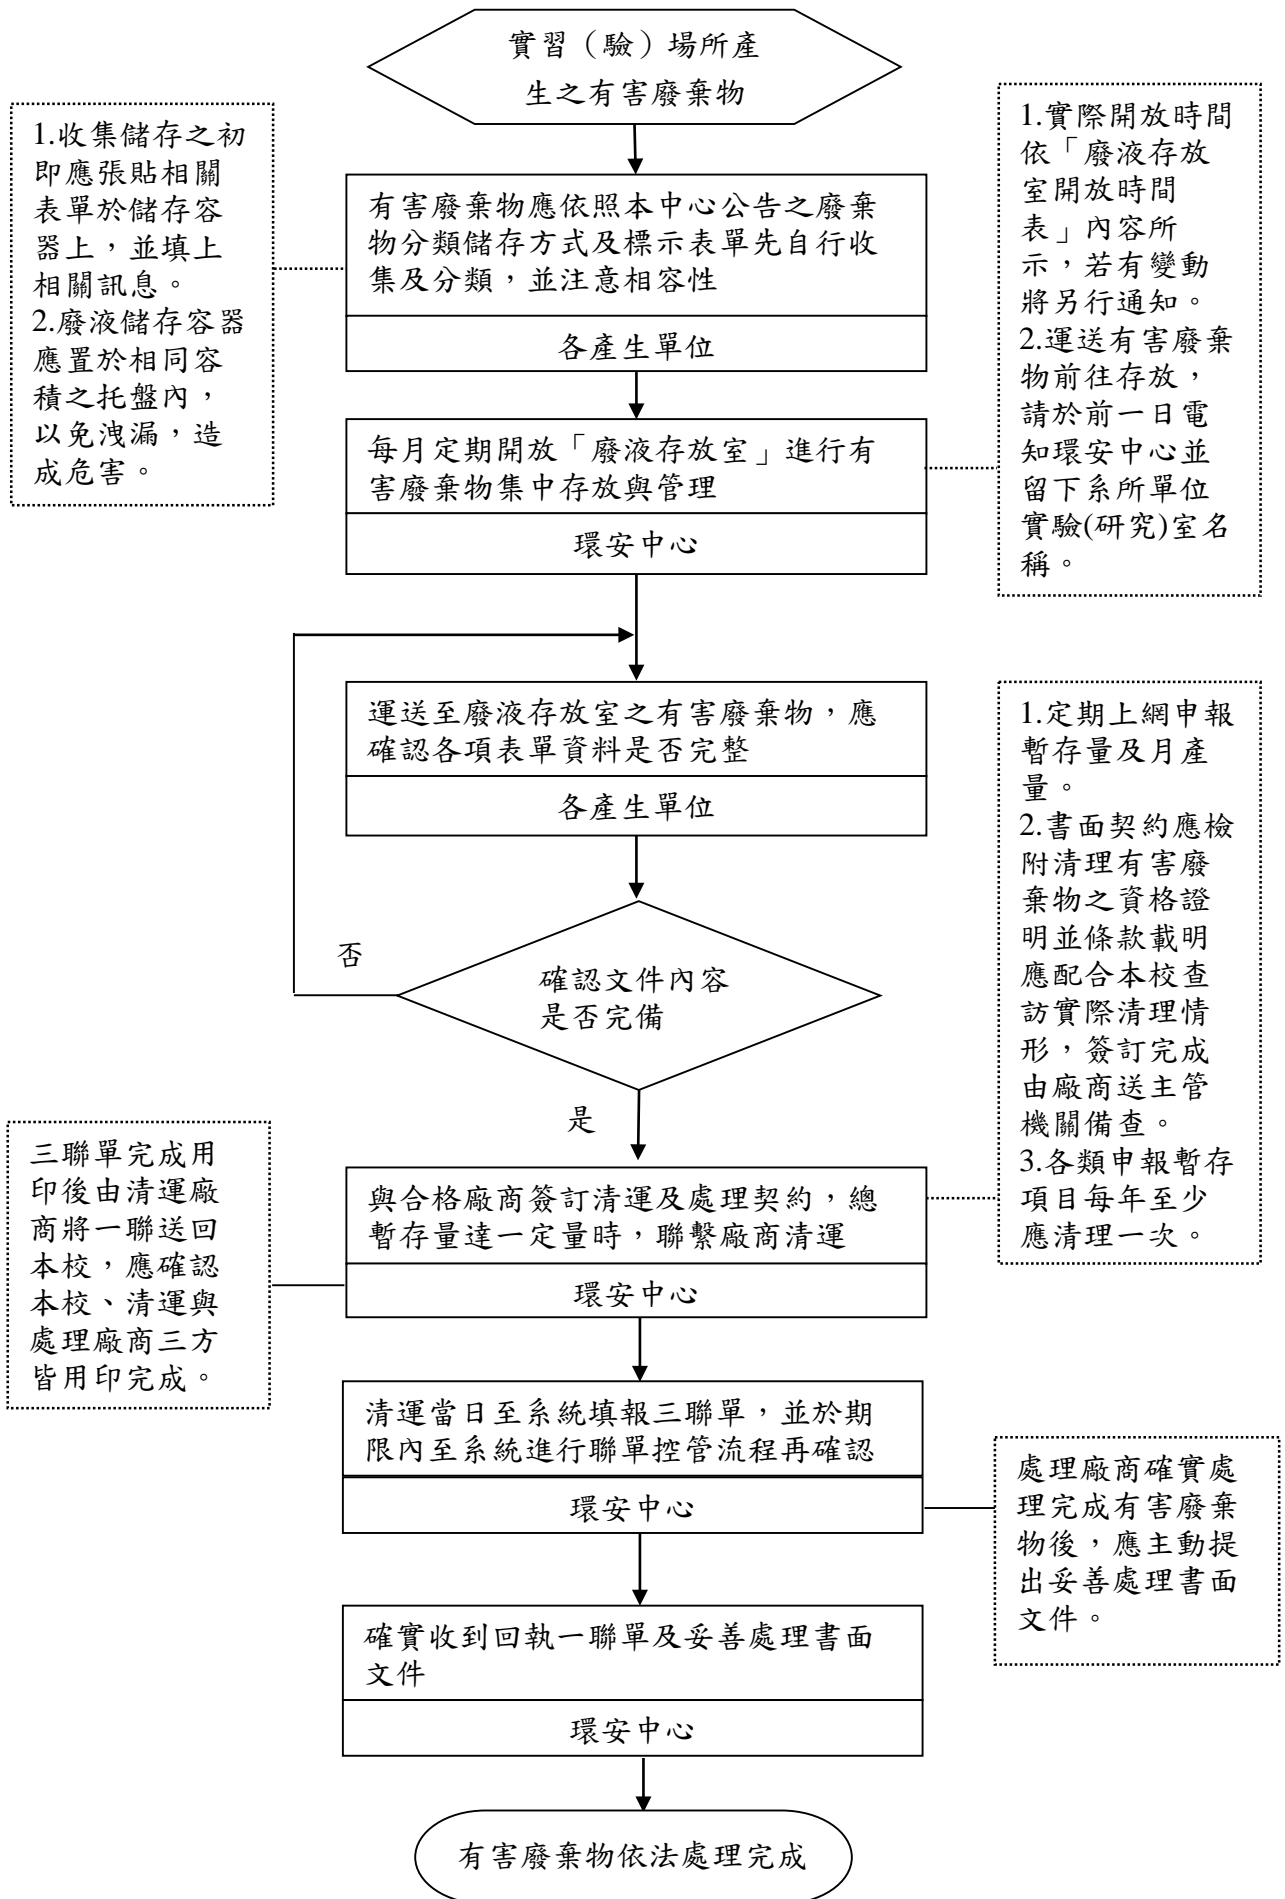 實習（驗）場所產
生之有害廢棄物
1.收集儲存之初
即應張貼相關
表單於儲存容
器上，並填上
相關訊息。
2.廢液儲存容器
應置於相同容
積之托盤內，
以免洩漏，造
成危害。
有害廢棄物應依照本中心公告之廢棄
物分類儲存方式及標示表單先自行收
集及分類，並注意相容性
各產生單位
1.實際開放時間
依「廢液存放
室開放時間
表」內容所
示，若有變動
將另行通知。
2.運送有害廢棄
物前往存放，
請於前一日電
知環安中心並
留下系所單位
實驗(研究)室名
稱。
每月定期開放「廢液存放室」進行有
害廢棄物集中存放與管理
環安中心
運送至廢液存放室之有害廢棄物，應
確認各項表單資料是否完整
各產生單位
否
確認文件內容
是否完備
是
1.定期上網申報
暫存量及月產
量。
2.書面契約應檢
附清理有害廢
棄物之資格證
明並條款載明
應配合本校查
訪實際清理情
形，簽訂完成
由廠商送主管
機關備查。
3.各類申報暫存
項目每年至少
應清理一次。
三聯單完成用
印後由清運廠
商將一聯送回
本校，應確認
本校、清運與
處理廠商三方
皆用印完成。
與合格廠商簽訂清運及處理契約，總
暫存量達一定量時，聯繫廠商清運
環安中心
清運當日至系統填報三聯單，並於期
限內至系統進行聯單控管流程再確認
環安中心
處理廠商確實處
理完成有害廢棄
物後，應主動提
出妥善處理書面
文件。
確實收到回執一聯單及妥善處理書面
文件
環安中心
有害廢棄物依法處理完成